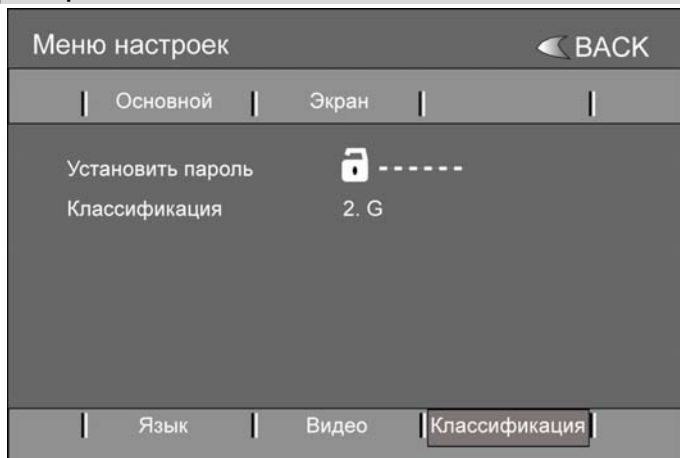 Меню настроек BACK
Основной Экран
Установить пароль ------
Классификация 2. G
Язык Видео Классификация